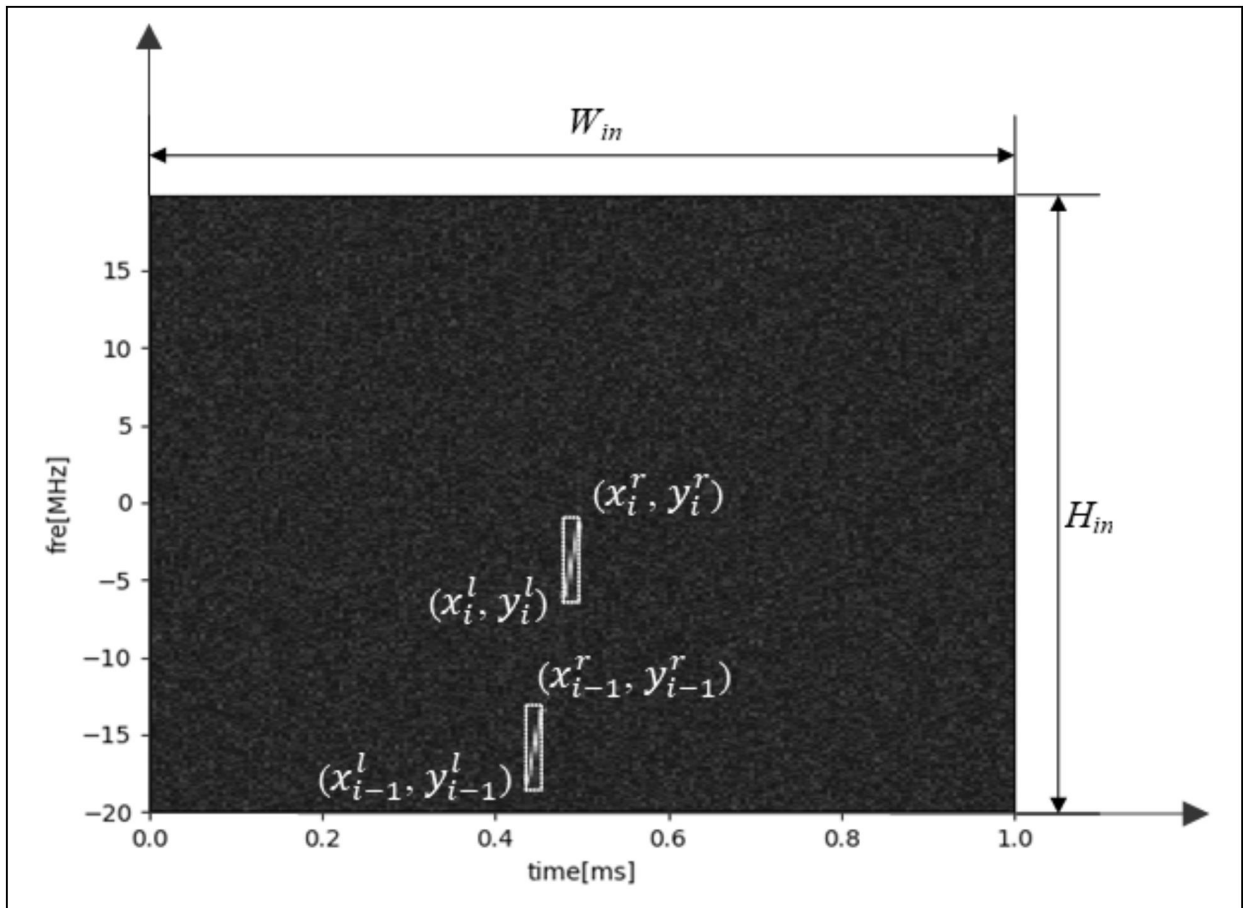 W_in
15
10
5
0
−5
−10
−15
−20
fre[MHz]
(x_i^r, y_i^r)
(x_i^l, y_i^l)
H_in
(x_{i−1}^r, y_{i−1}^r)
(x_{i−1}^l, y_{i−1}^l)
0.0 0.2 0.4 0.6 0.8 1.0
time[ms]